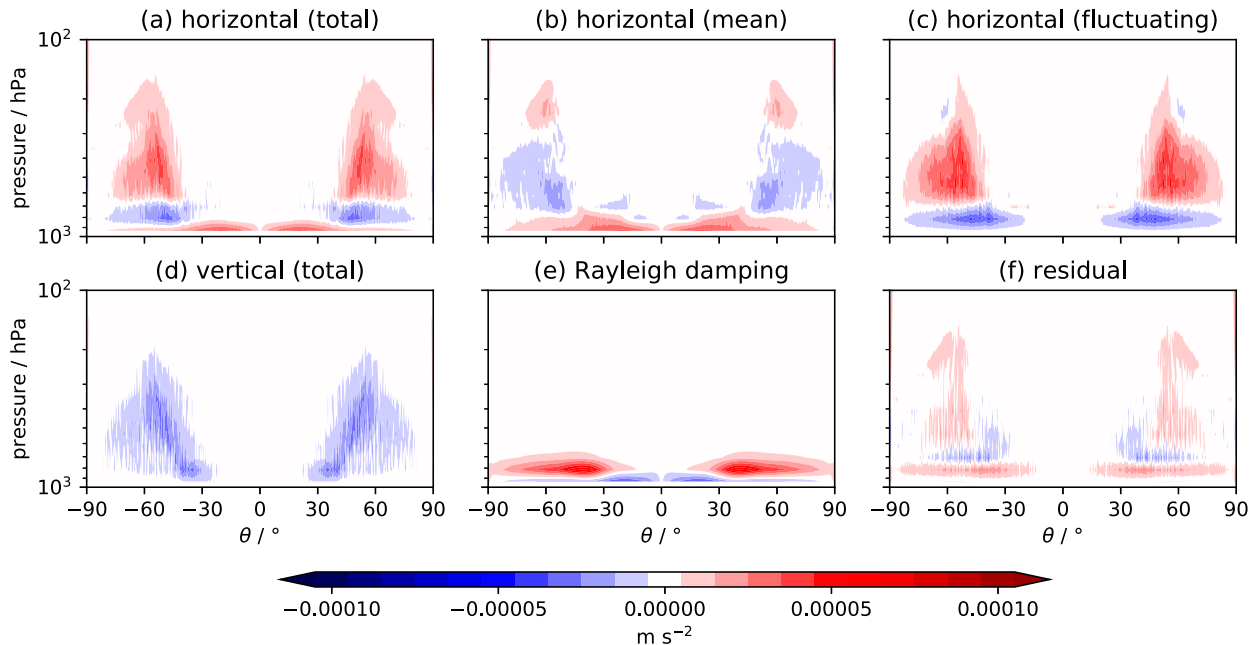 (a) horizontal (total)
(b) horizontal (mean)
(c) horizontal (fluctuating)
10²
pressure / hPa
10³
(d) vertical (total)
(e) Rayleigh damping
(f) residual
10²
pressure / hPa
10³
−90 −60 −30 0 30 60 90
−90 −60 −30 0 30 60 90
−90 −60 −30 0 30 60 90
θ / °
θ / °
θ / °
−0.00010 −0.00005 0.00000 0.00005 0.00010
m s⁻²